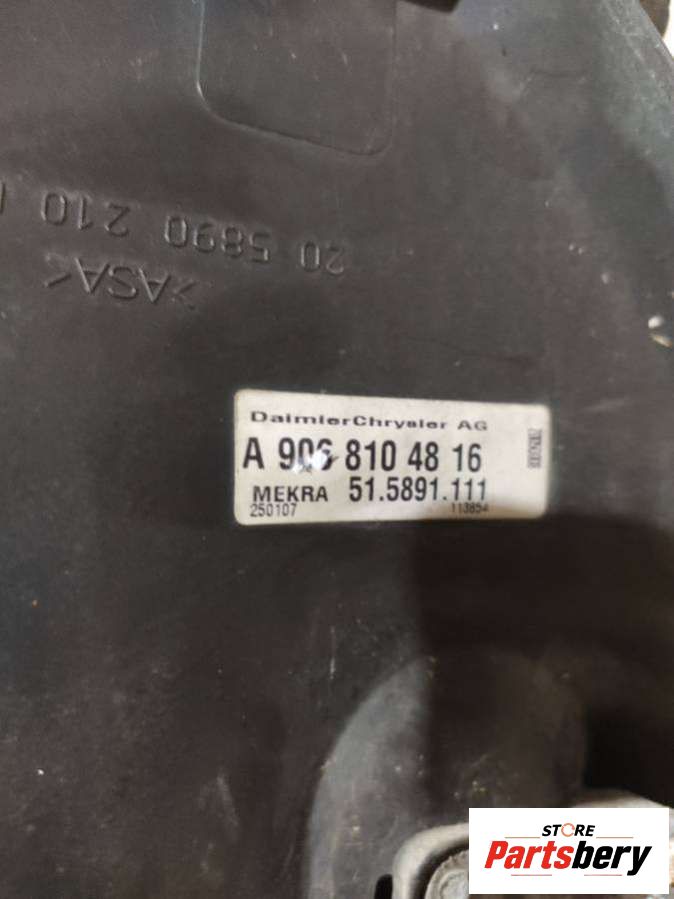 20 5890 210
>ASA<
DaimlerChrysler AG
A 906 810 48 16
MEKRA 51.5891.111
250107 113854
STORE
Partsbery